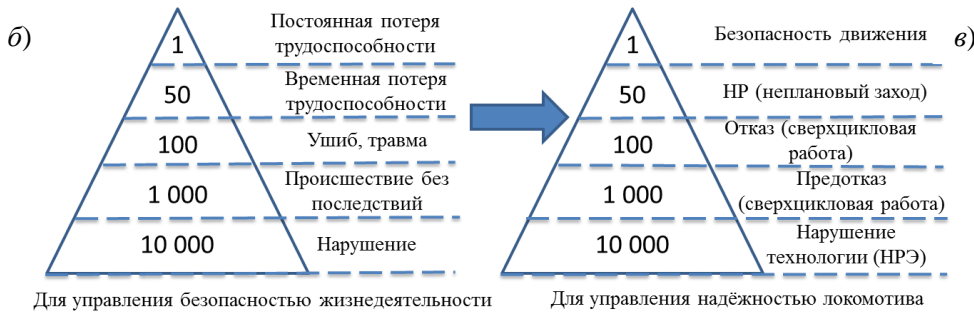 б)
1
Постоянная потеря
трудоспособности
50
Временная потеря
трудоспособности
100
Ушиб, травма
1 000
Происшествие без
последствий
10 000
Нарушение
Для управления безопасностью жизнедеятельности
в)
1
Безопасность движения
50
НР (неплановый заход)
100
Отказ (сверхцикловая
работа)
1 000
Предотказ
(сверхцикловая работа)
10 000
Нарушение
технологии (НРЭ)
Для управления надёжностью локомотива